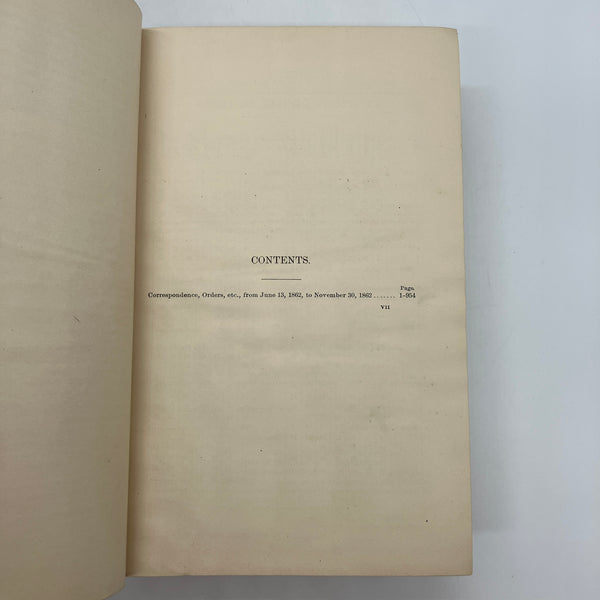 CONTENTS.
Page.
Correspondence, Orders, etc., from June 13, 1862, to November 30, 1862 ....... 1-954
VII